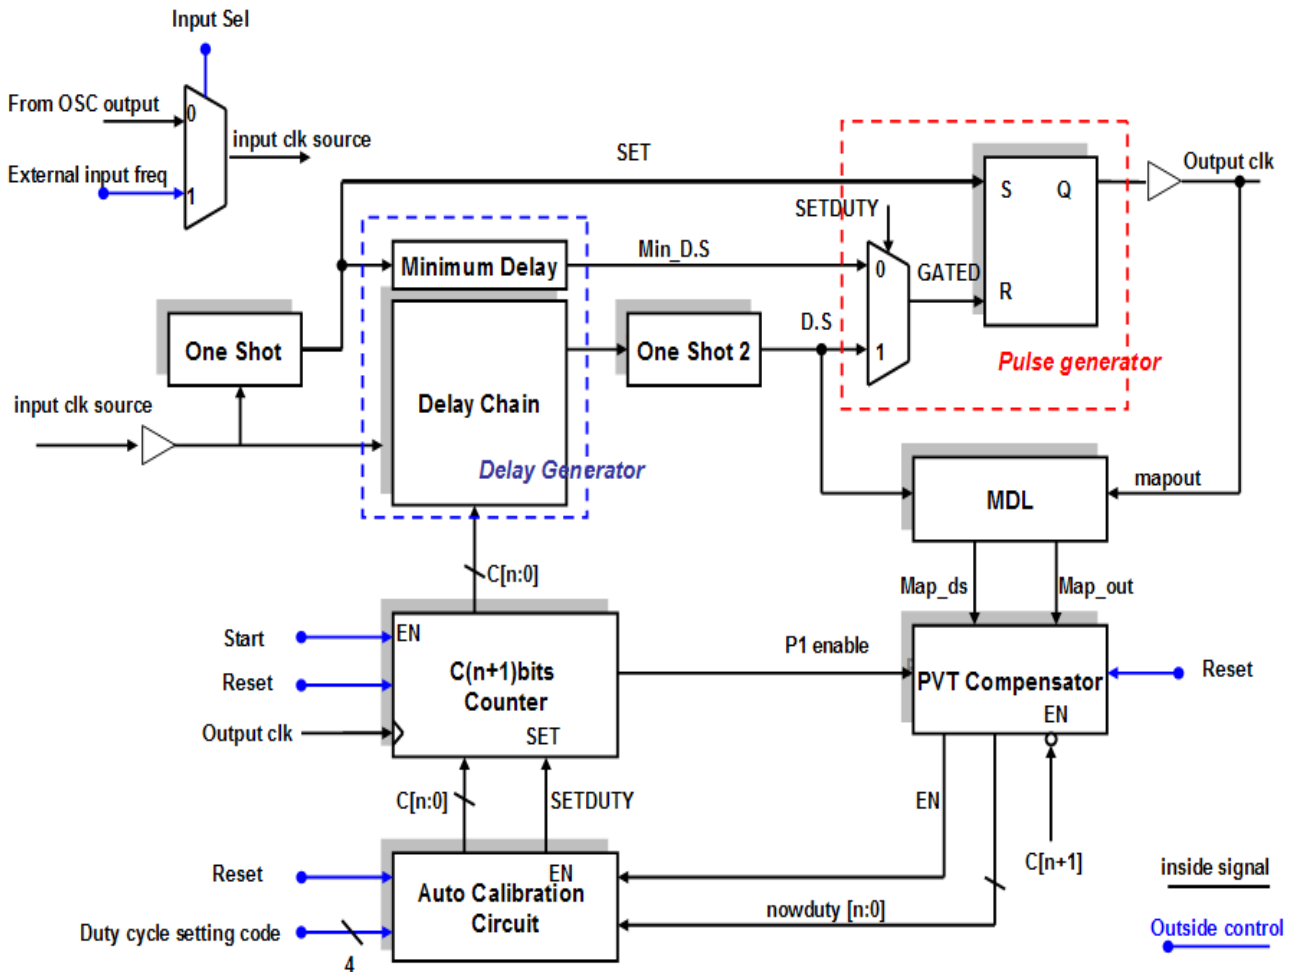 Input Sel
From OSC output
0
input clk source
External input freq
1
SET
Output clk
S Q
SETDUTY
Min_D.S
Minimum Delay
0
GATED
R
One Shot
D.S
One Shot 2
1
Pulse generator
input clk source
Delay Chain
Delay Generator
mapout
MDL
C[n:0]
Map_ds
Map_out
Start
EN
P1 enable
C(n+1)bits
Counter
Reset
PVT Compensator
Reset
EN
Output clk
SET
C[n:0]
SETDUTY
EN
C[n+1]
inside signal
Reset
EN
Auto Calibration
Circuit
nowduty [n:0]
Duty cycle setting code
4
Outside control